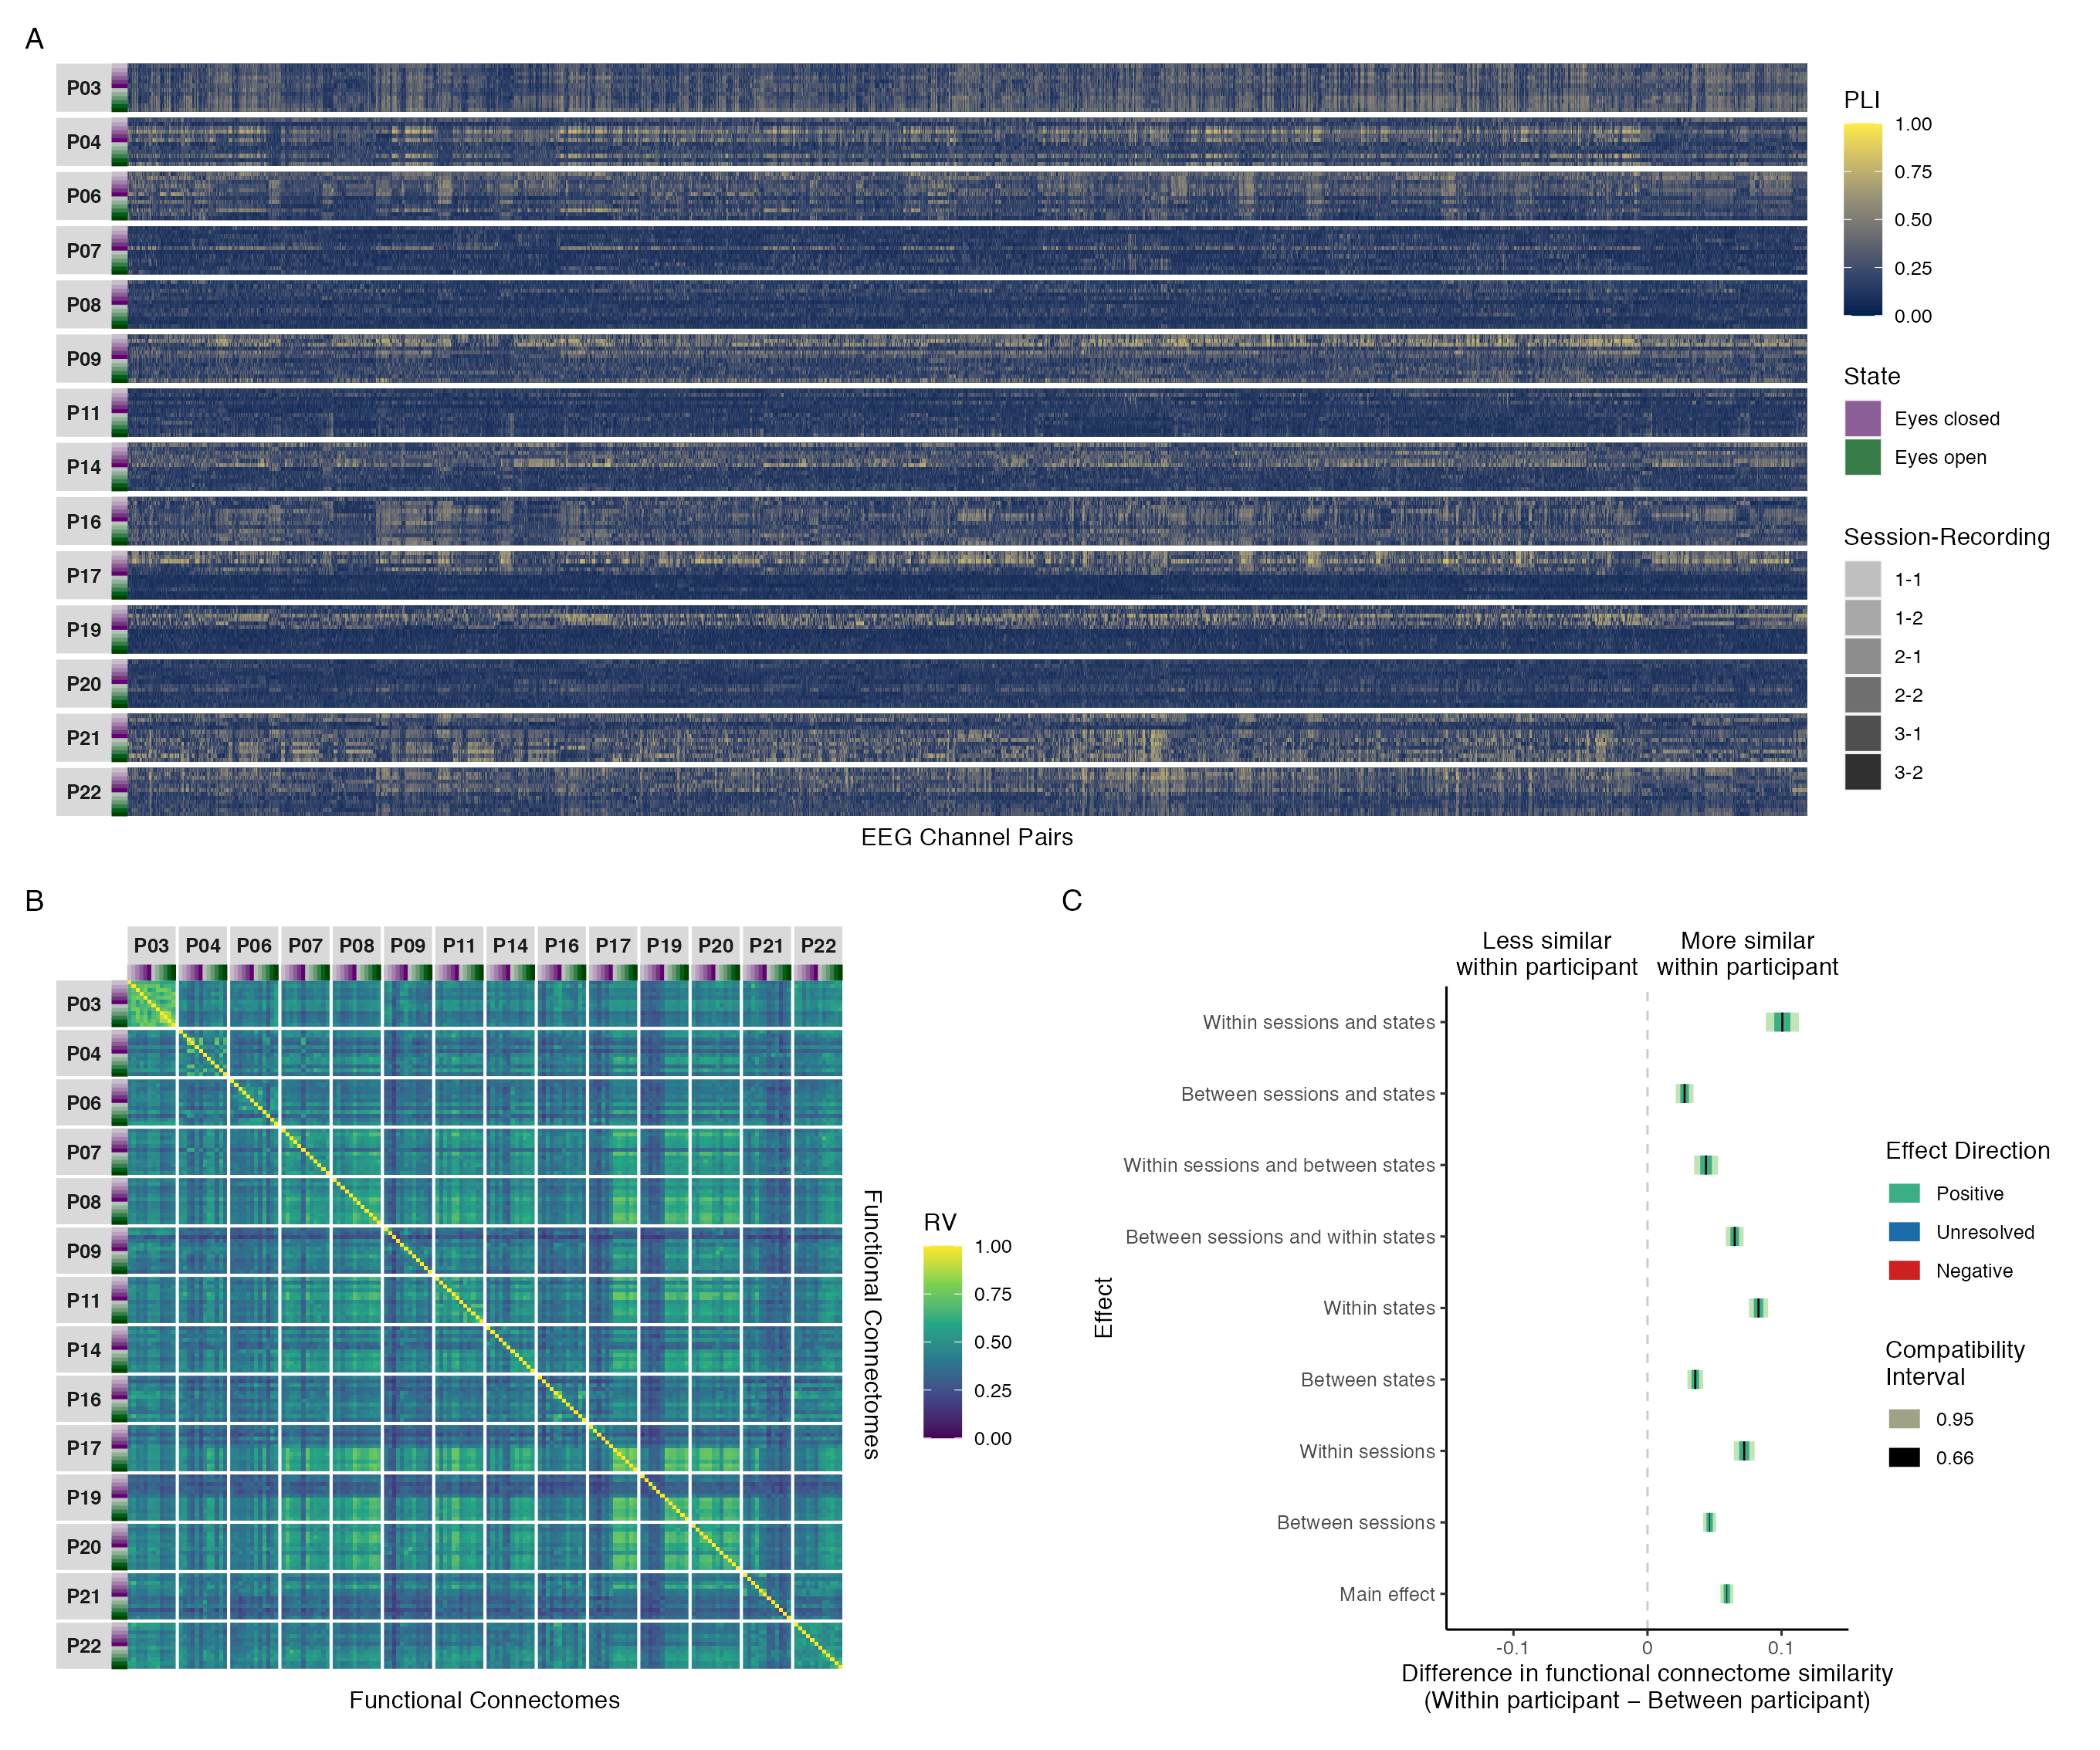 A
P03
P04
P06
P07
P08
P09
P11
P14
P16
P17
P19
P20
P21
P22
EEG Channel Pairs
PLI
1.00
0.75
0.50
0.25
0.00
State
Eyes closed
Eyes open
Session-Recording
1-1
1-2
2-1
2-2
3-1
3-2
B
P03 P04 P06 P07 P08 P09 P11 P14 P16 P17 P19 P20 P21 P22
P03
P04
P06
P07
P08
P09
P11
P14
P16
P17
P19
P20
P21
P22
Functional Connectomes
Functional Connectomes
RV
1.00
0.75
0.50
0.25
0.00
C
Less similar
within participant
More similar
within participant
Effect
Within sessions and states
Between sessions and states
Within sessions and between states
Between sessions and within states
Within states
Between states
Within sessions
Between sessions
Main effect
-0.1 0 0.1
Difference in functional connectome similarity
(Within participant − Between participant)
Effect Direction
Positive
Unresolved
Negative
Compatibility
Interval
0.95
0.66